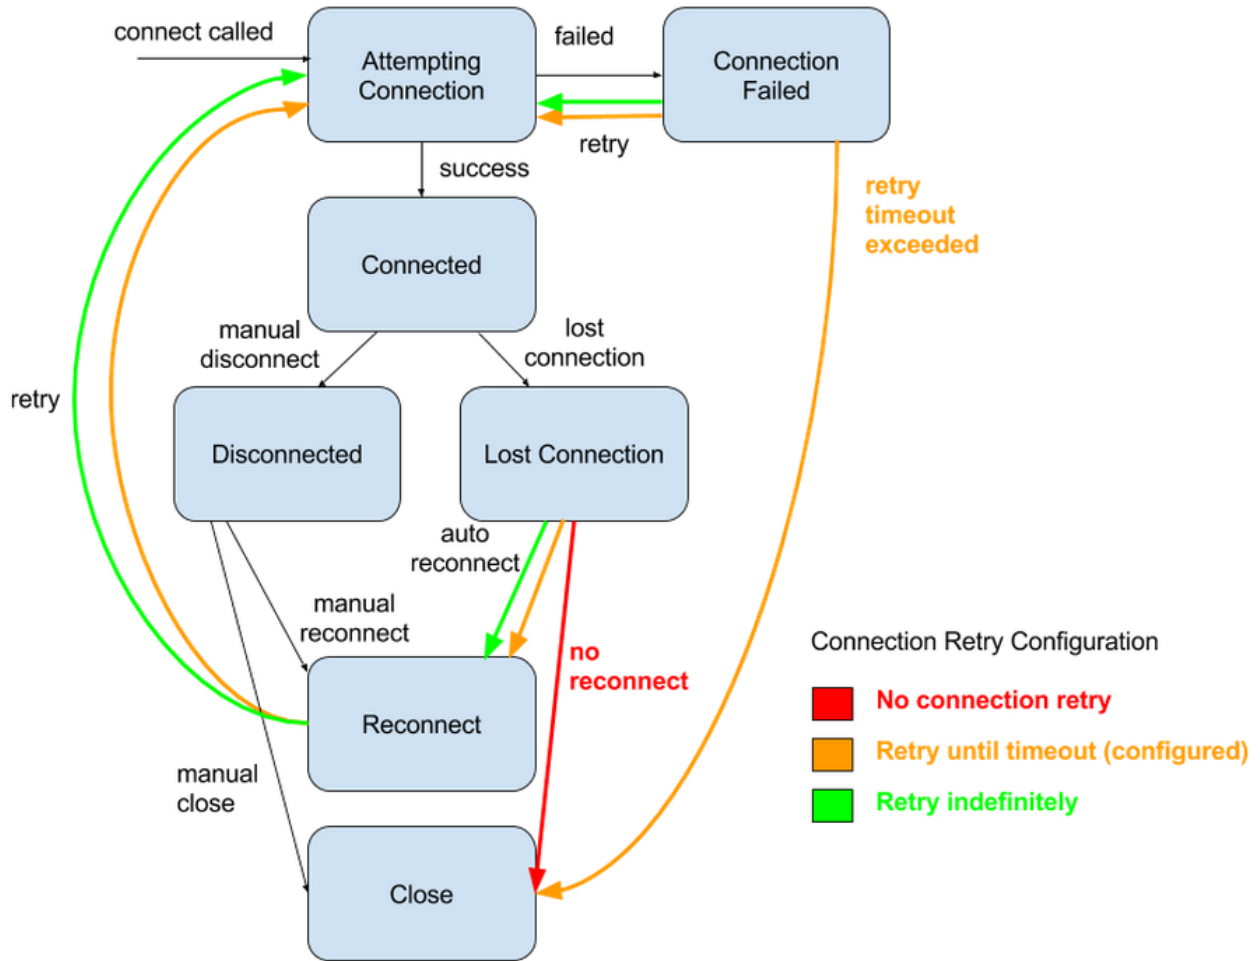 connect called
Attempting
Connection
failed
Connection
Failed
retry
success
retry
timeout
exceeded
Connected
manual
disconnect
lost
connection
retry
Disconnected
Lost Connection
auto
reconnect
manual
reconnect
no
reconnect
Reconnect
manual
close
Close
Connection Retry Configuration
No connection retry
Retry until timeout (configured)
Retry indefinitely